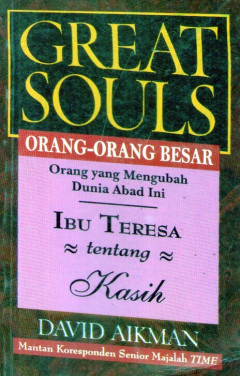 GREAT
SOULS
ORANG-ORANG BESAR
Orang yang Mengubah
Dunia Abad Ini
IBU TERESA
≈ tentang ≈
Kasih
DAVID AIKMAN
Mantan Koresponden Senior Majalah TIME